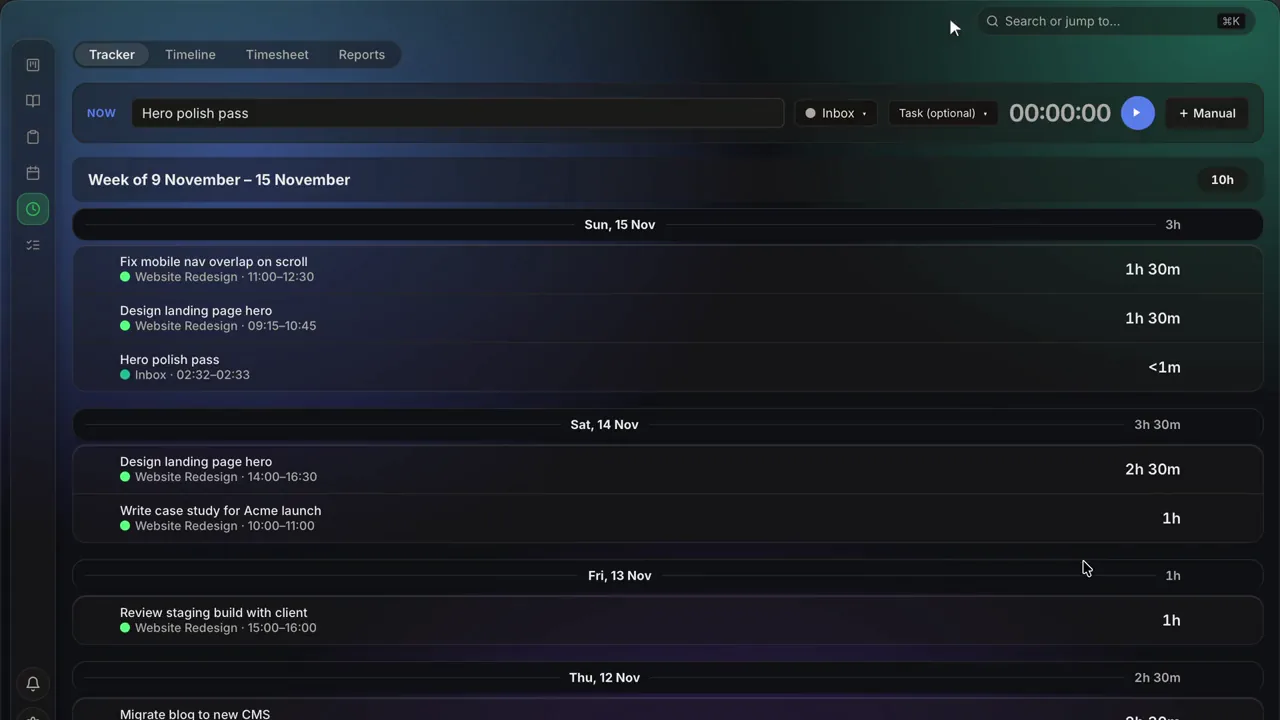 Search or jump to... ⌘K
Tracker Timeline Timesheet Reports
NOW Hero polish pass Inbox Task (optional) 00:00:00 + Manual
Week of 9 November – 15 November 10h
Sun, 15 Nov 3h
Fix mobile nav overlap on scroll
Website Redesign · 11:00–12:30 1h 30m
Design landing page hero
Website Redesign · 09:15–10:45 1h 30m
Hero polish pass
Inbox · 02:32–02:33 <1m
Sat, 14 Nov 3h 30m
Design landing page hero
Website Redesign · 14:00–16:30 2h 30m
Write case study for Acme launch
Website Redesign · 10:00–11:00 1h
Fri, 13 Nov 1h
Review staging build with client
Website Redesign · 15:00–16:00 1h
Thu, 12 Nov 2h 30m
Migrate blog to new CMS